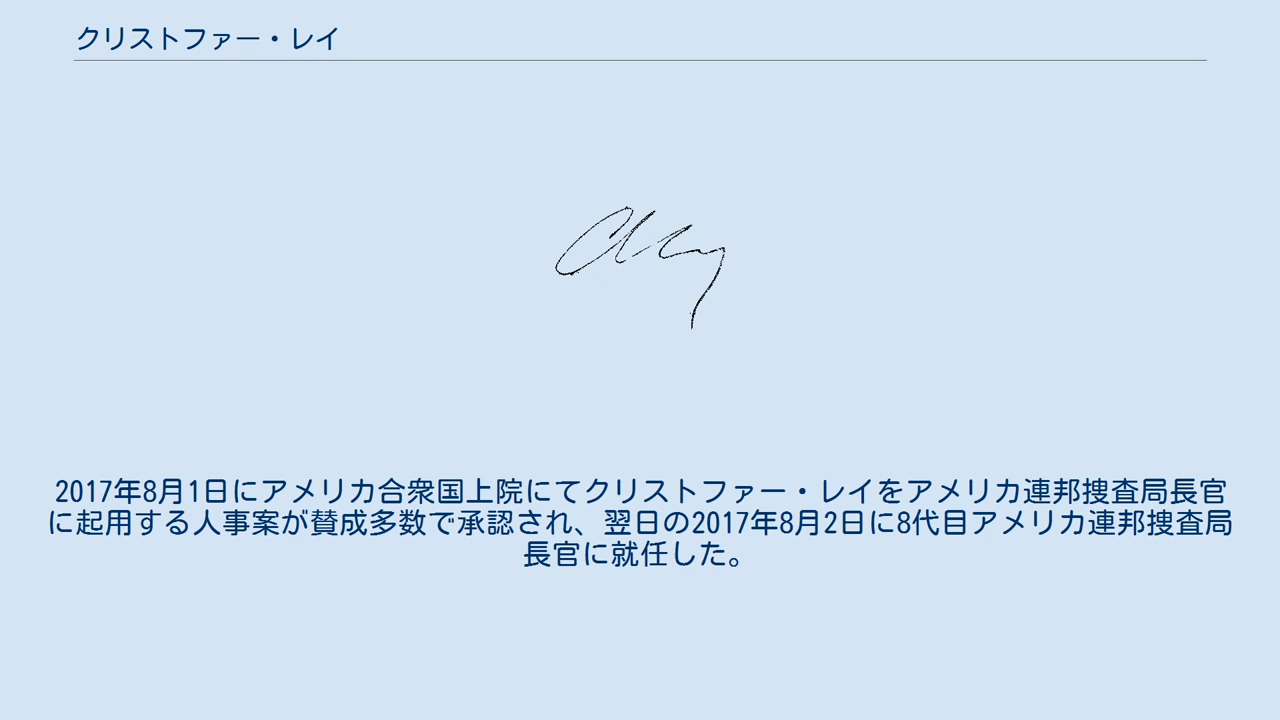 クリストファー・レイ
2017年8月1日にアメリカ合衆国上院にてクリストファー・レイをアメリカ連邦捜査局長官
に起用する人事案が賛成多数で承認され、翌日の2017年8月2日に8代目アメリカ連邦捜査局
長官に就任した。